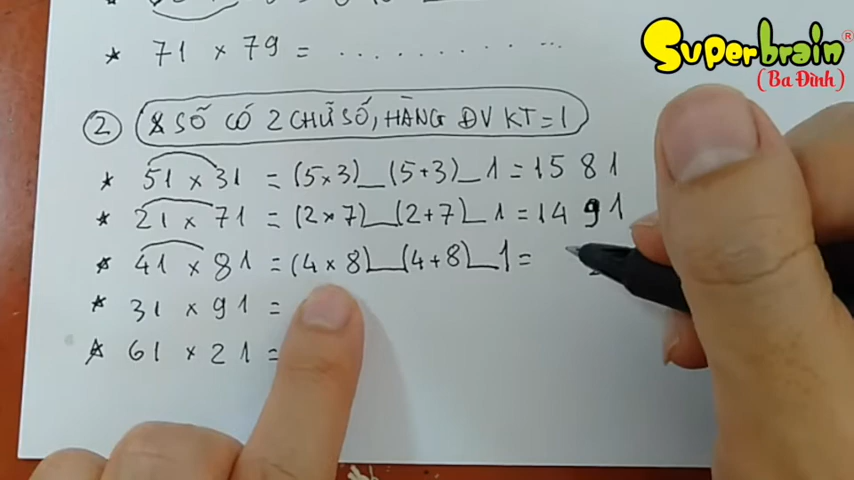 Superbrain®
(Ba Đình)
* 71 × 79 = . . . . . . . . . . . .
② & SỐ CÓ 2 CHỮ SỐ, HÀNG ĐV KT = 1
* 51 × 31 = (5×3)_(5+3)_1 = 1581
* 21 × 71 = (2×7)_(2+7)_1 = 1491
* 41 × 81 = (4×8)_(4+8)_1 =
* 31 × 91 =
* 61 × 21 =